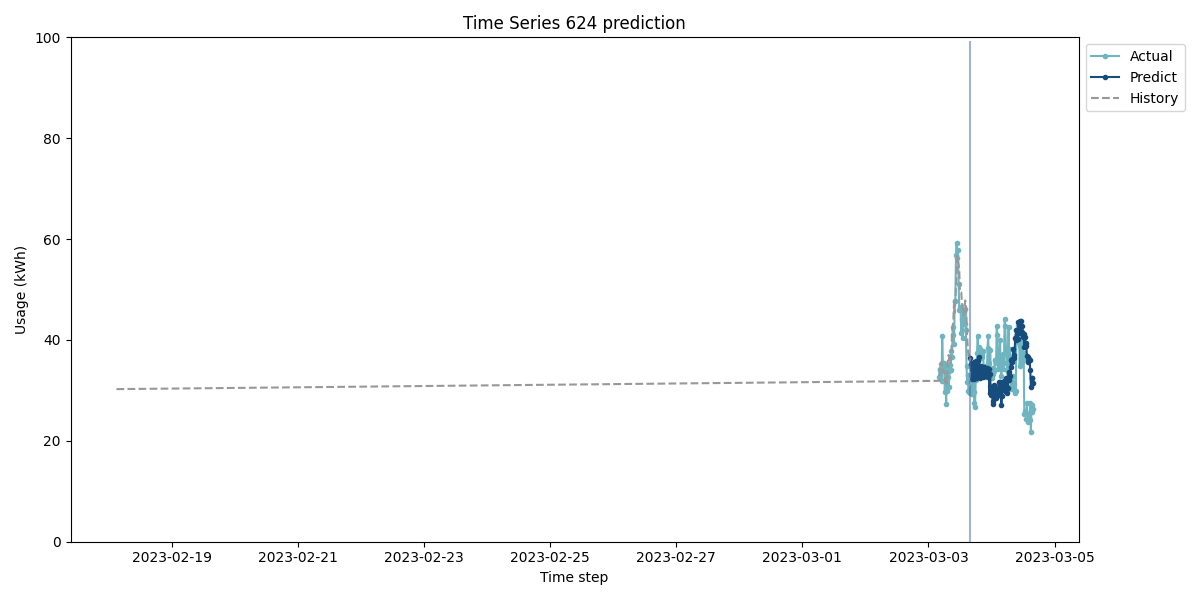 Time Series 624 prediction
Usage (kWh)
100
80
60
40
20
0
2023-02-19
2023-02-21
2023-02-23
2023-02-25
2023-02-27
2023-03-01
2023-03-03
2023-03-05
Time step
Actual
Predict
History